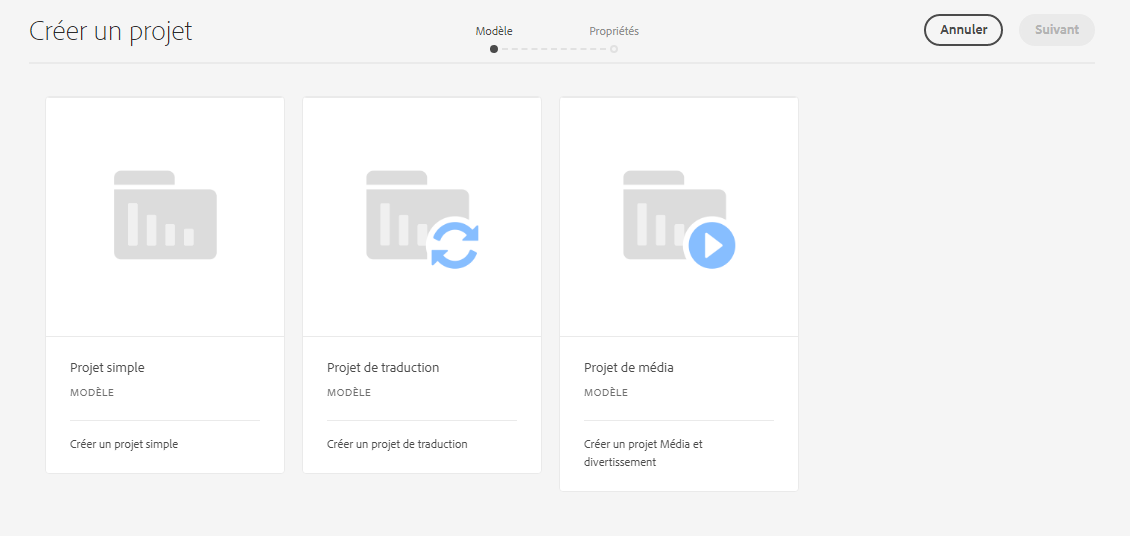 Créer un projet
Modèle
Propriétés
Annuler
Suivant
Projet simple
MODÈLE
Créer un projet simple
Projet de traduction
MODÈLE
Créer un projet de traduction
Projet de média
MODÈLE
Créer un projet Média et
divertissement